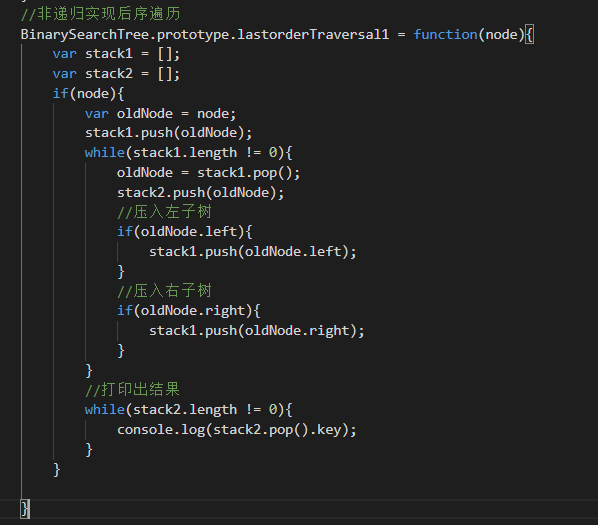 //非递归实现后序遍历
BinarySearchTree.prototype.lastorderTraversal1 = function(node){
    var stack1 = [];
    var stack2 = [];
    if(node){
        var oldNode = node;
        stack1.push(oldNode);
        while(stack1.length != 0){
            oldNode = stack1.pop();
            stack2.push(oldNode);
            //压入左子树
            if(oldNode.left){
                stack1.push(oldNode.left);
            }
            //压入右子树
            if(oldNode.right){
                stack1.push(oldNode.right);
            }
        }
        //打印出结果
        while(stack2.length != 0){
            console.log(stack2.pop().key);
        }
    }
}